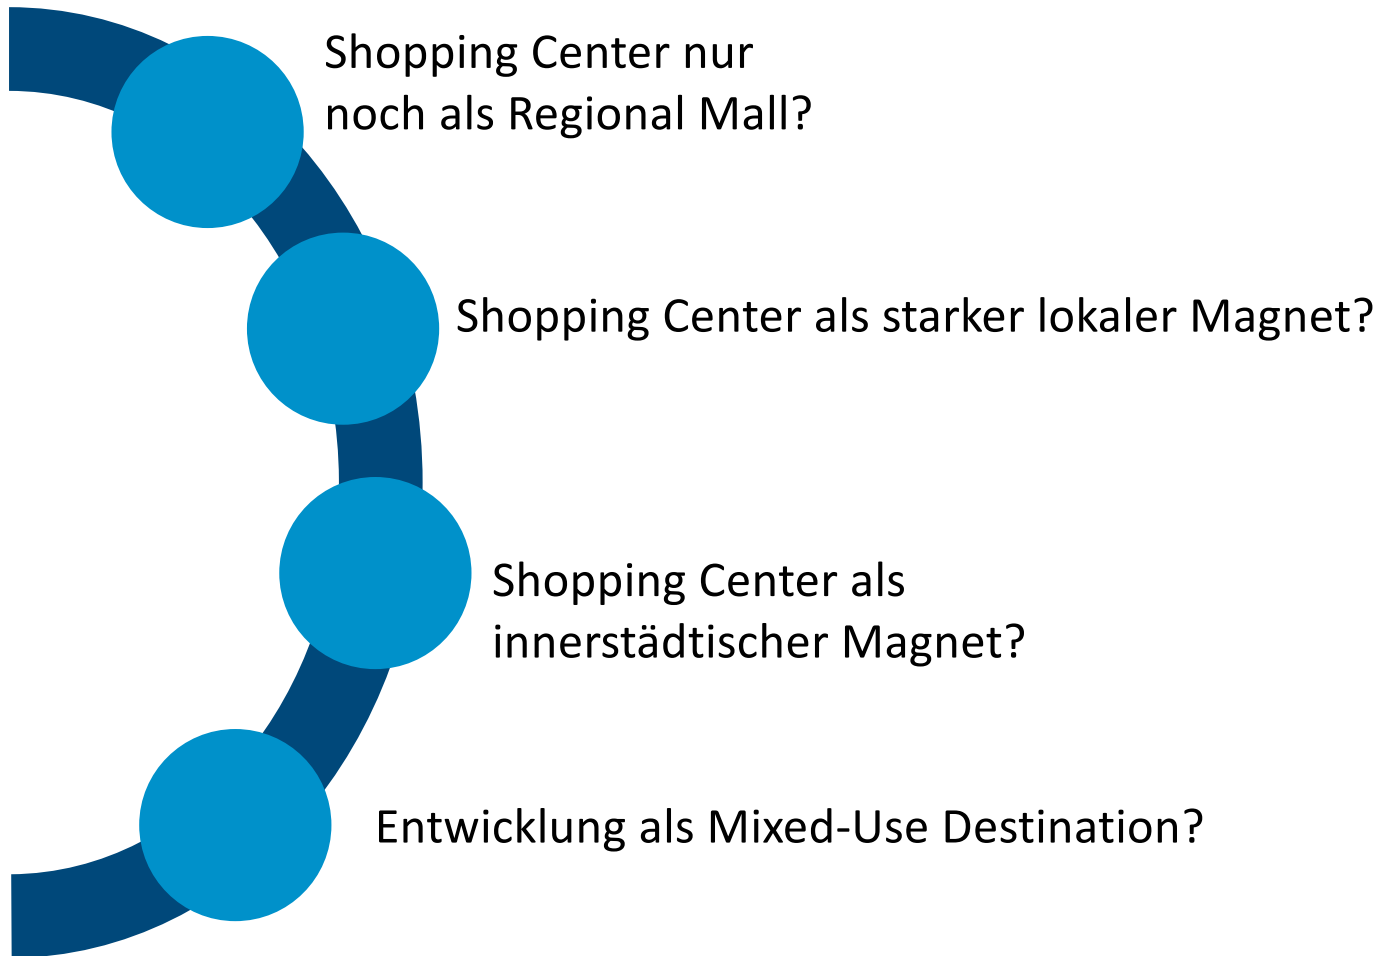 Shopping Center nur
noch als Regional Mall?
Shopping Center als starker lokaler Magnet?
Shopping Center als
innerstädtischer Magnet?
Entwicklung als Mixed-Use Destination?